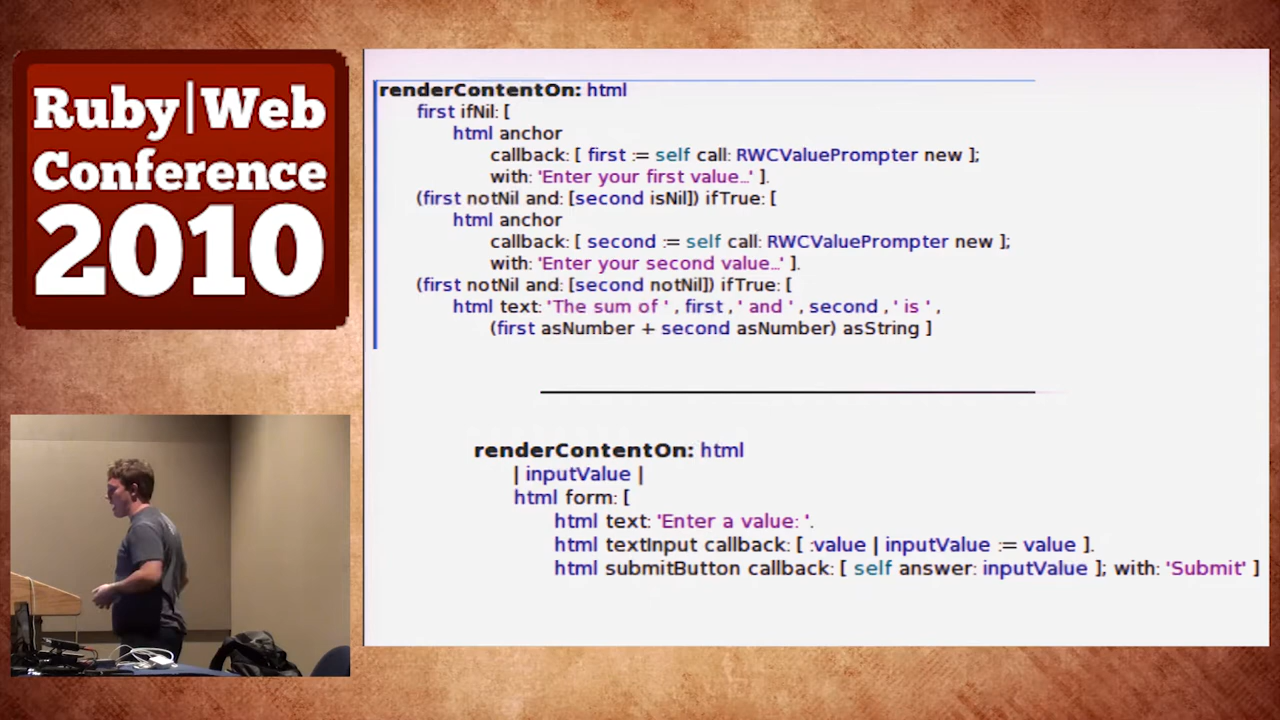 Ruby|Web
Conference
2010
renderContentOn: html
first ifNil: [
html anchor
callback: [ first := self call: RWCValuePrompter new ];
with: 'Enter your first value...' ].
(first notNil and: [second isNil]) ifTrue: [
html anchor
callback: [ second := self call: RWCValuePrompter new ];
with: 'Enter your second value...' ].
(first notNil and: [second notNil]) ifTrue: [
html text: 'The sum of ' , first , ' and ' , second , ' is ' ,
(first asNumber + second asNumber) asString ]
renderContentOn: html
| inputValue |
html form: [
html text: 'Enter a value: '.
html textInput callback: [ :value | inputValue := value ].
html submitButton callback: [ self answer: inputValue ]; with: 'Submit' ]